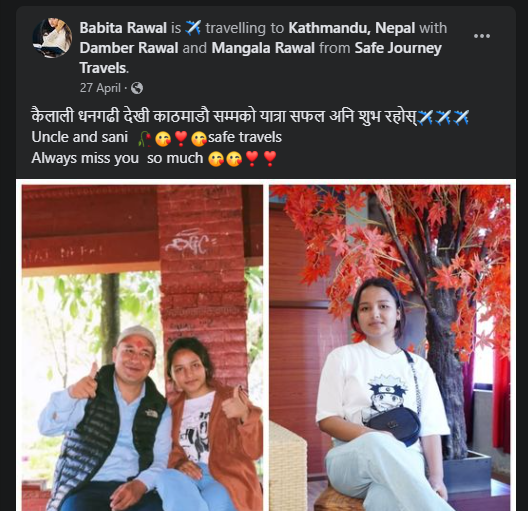 Babita Rawal is ✈️ travelling to Kathmandu, Nepal with
Damber Rawal and Mangala Rawal from Safe Journey
Travels.
27 April ·
कैलाली धनगढी देखी काठमाडौ सम्मको यात्रा सफल अनि शुभ रहोस्✈️✈️✈️
Uncle and sani 🥀😘❣️😘safe travels
Always miss you so much 😘😘❣️❣️